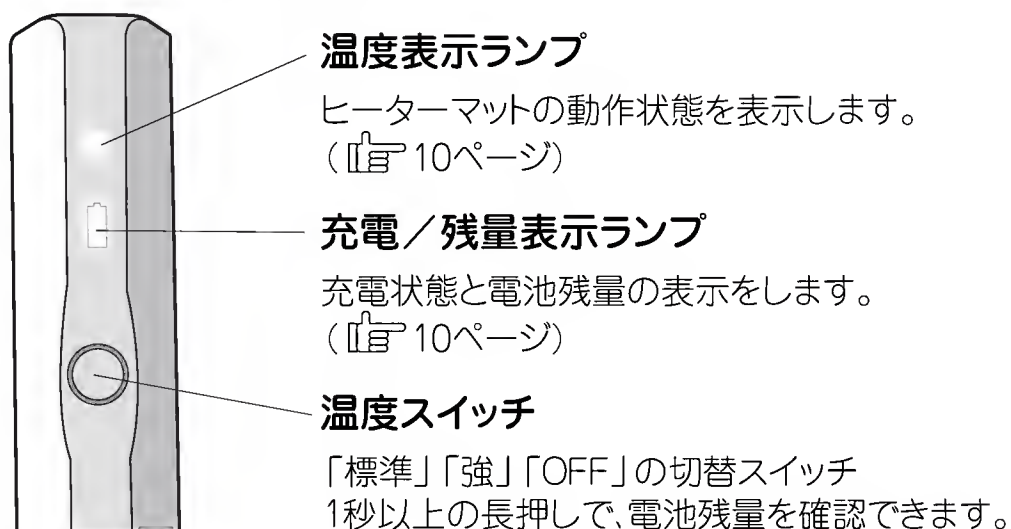 温度表示ランプ
ヒーターマットの動作状態を表示します。
(☞10ページ)
充電/残量表示ランプ
充電状態と電池残量の表示をします。
(☞10ページ)
温度スイッチ
「標準」「強」「OFF」の切替スイッチ
1秒以上の長押しで、電池残量を確認できます。